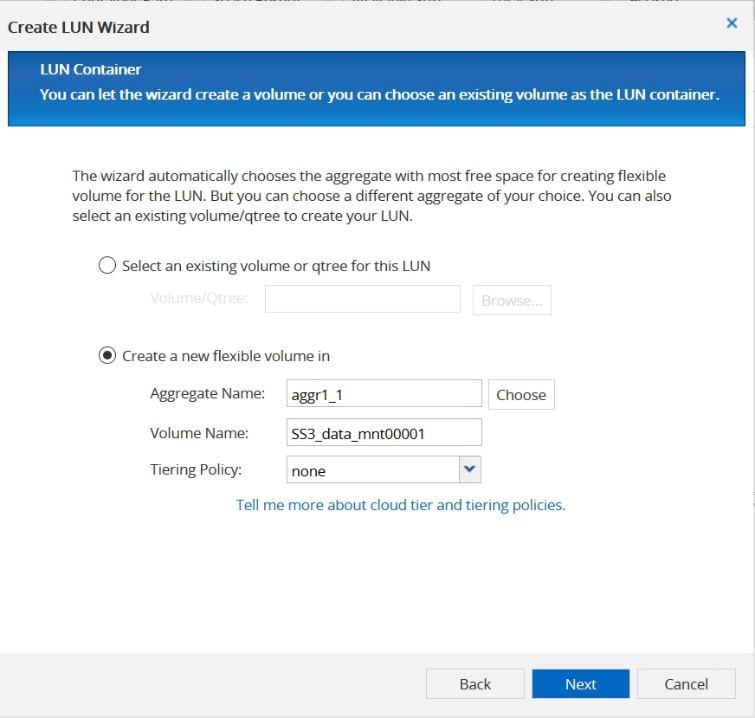 Create LUN Wizard
LUN Container
You can let the wizard create a volume or you can choose an existing volume as the LUN container.
The wizard automatically chooses the aggregate with most free space for creating flexible
volume for the LUN. But you can choose a different aggregate of your choice. You can also
select an existing volume/qtree to create your LUN.
Select an existing volume or qtree for this LUN
Volume/Qtree: Browse...
Create a new flexible volume in
Aggregate Name: aggr1_1 Choose
Volume Name: SS3_data_mnt00001
Tiering Policy: none
Tell me more about cloud tier and tiering policies.
Back Next Cancel